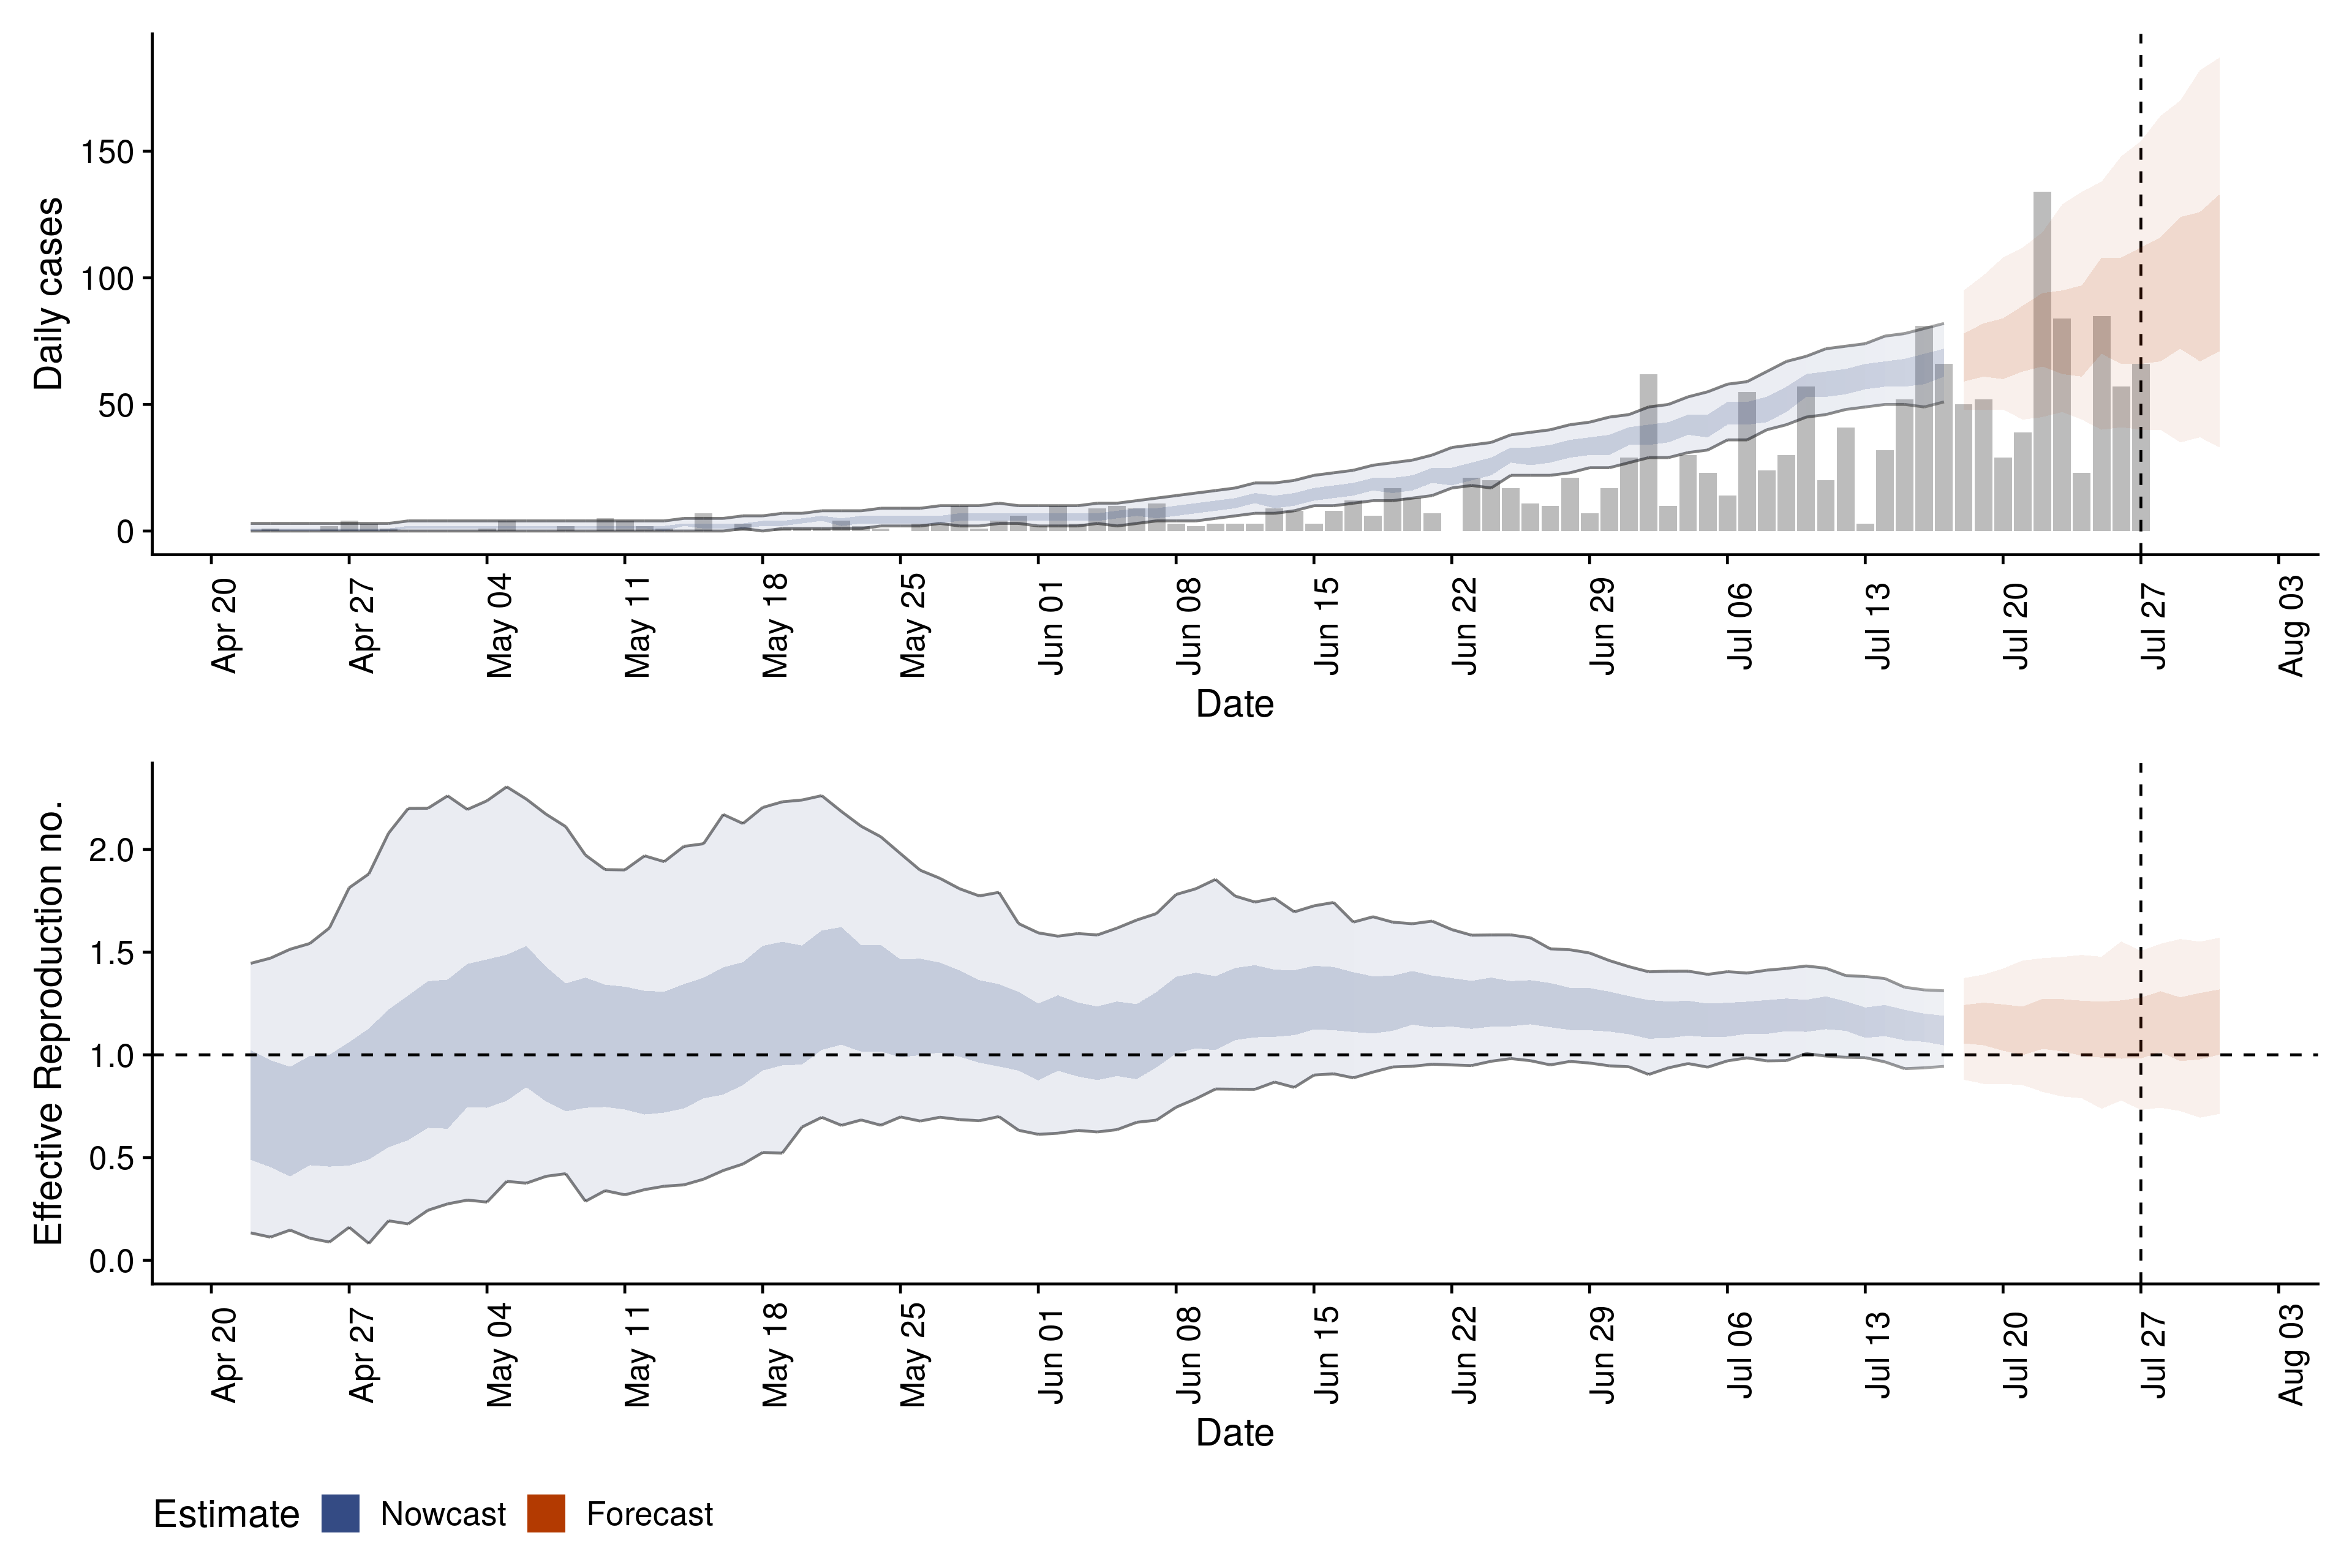 Daily cases
150
100
50
0
Apr 20
Apr 27
May 04
May 11
May 18
May 25
Jun 01
Jun 08
Jun 15
Jun 22
Jun 29
Jul 06
Jul 13
Jul 20
Jul 27
Aug 03
Date
Effective Reproduction no.
2.0
1.5
1.0
0.5
0.0
Apr 20
Apr 27
May 04
May 11
May 18
May 25
Jun 01
Jun 08
Jun 15
Jun 22
Jun 29
Jul 06
Jul 13
Jul 20
Jul 27
Aug 03
Date
Estimate Nowcast Forecast